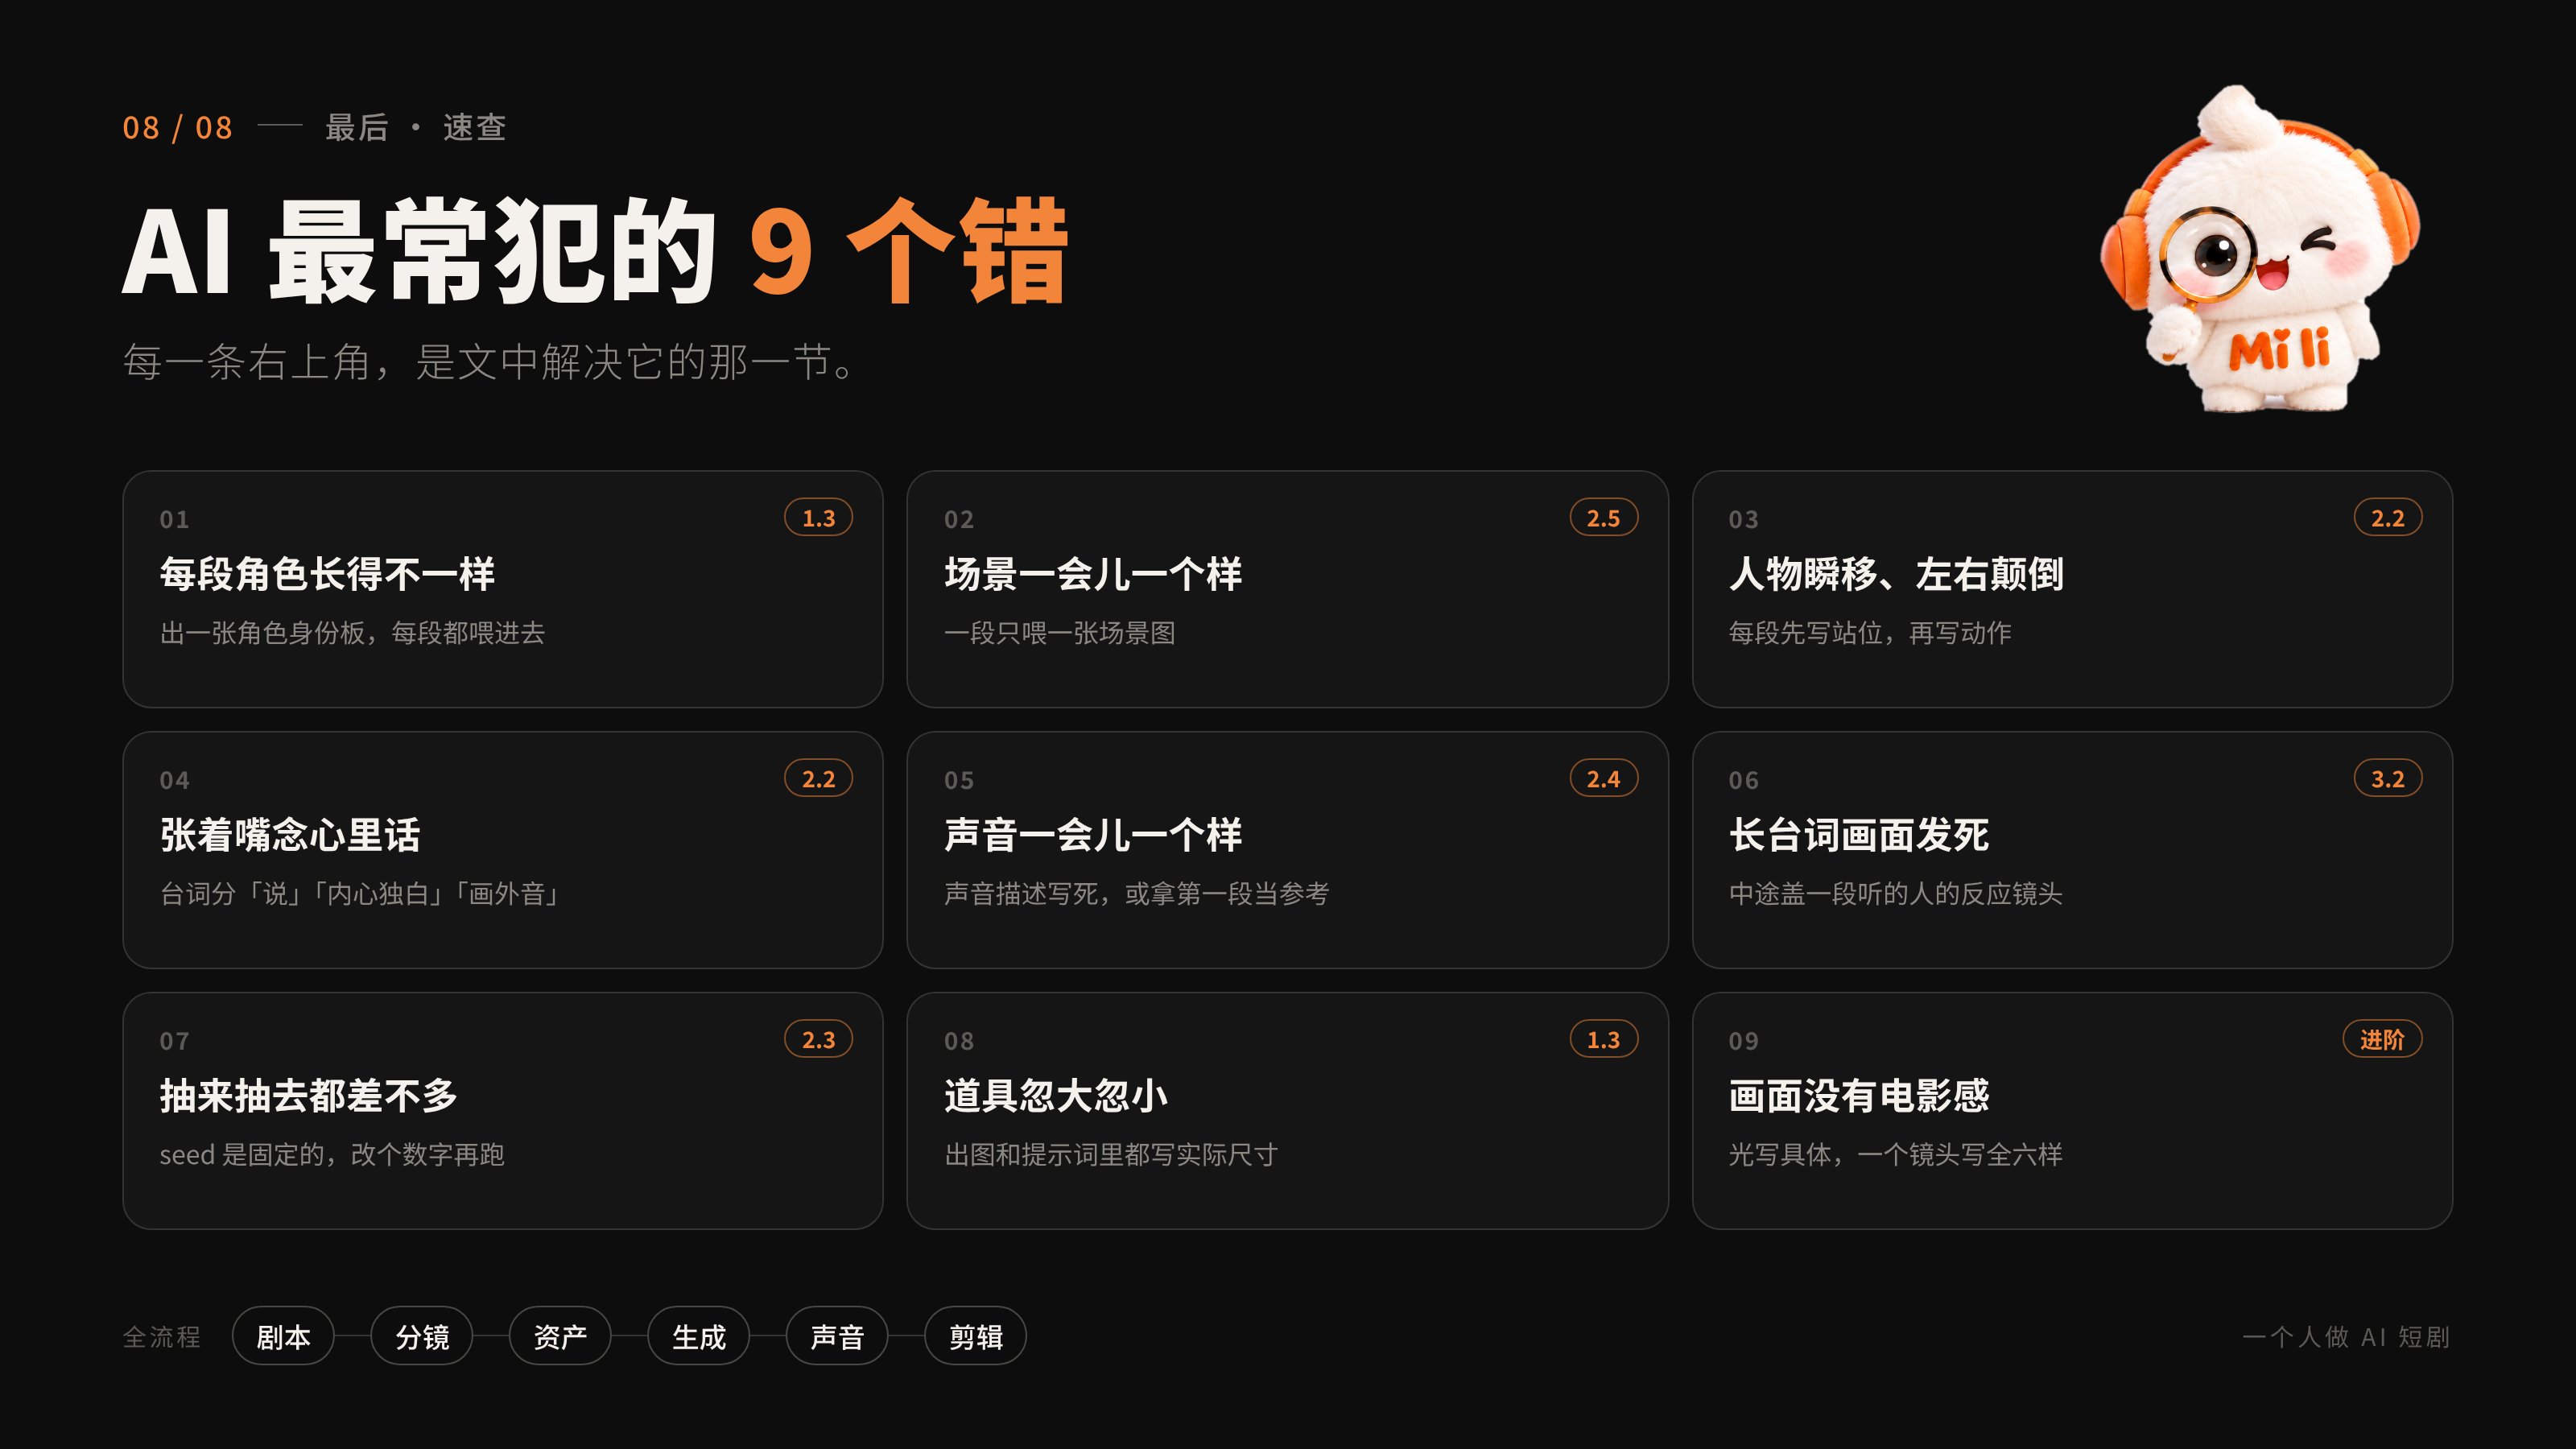 08 / 08 — 最后 · 速查
AI 最常犯的 9 个错
每一条右上角，是文中解决它的那一节。
Mi li
01
1.3
每段角色长得不一样
出一张角色身份板，每段都喂进去
02
2.5
场景一会儿一个样
一段只喂一张场景图
03
2.2
人物瞬移、左右颠倒
每段先写站位，再写动作
04
2.2
张着嘴念心里话
台词分「说」「内心独白」「画外音」
05
2.4
声音一会儿一个样
声音描述写死，或拿第一段当参考
06
3.2
长台词画面发死
中途盖一段听的人的反应镜头
07
2.3
抽来抽去都差不多
seed 是固定的，改个数字再跑
08
1.3
道具忽大忽小
出图和提示词里都写实际尺寸
09
进阶
画面没有电影感
光写具体，一个镜头写全六样
全流程 剧本 分镜 资产 生成 声音 剪辑
一个人做 AI 短剧